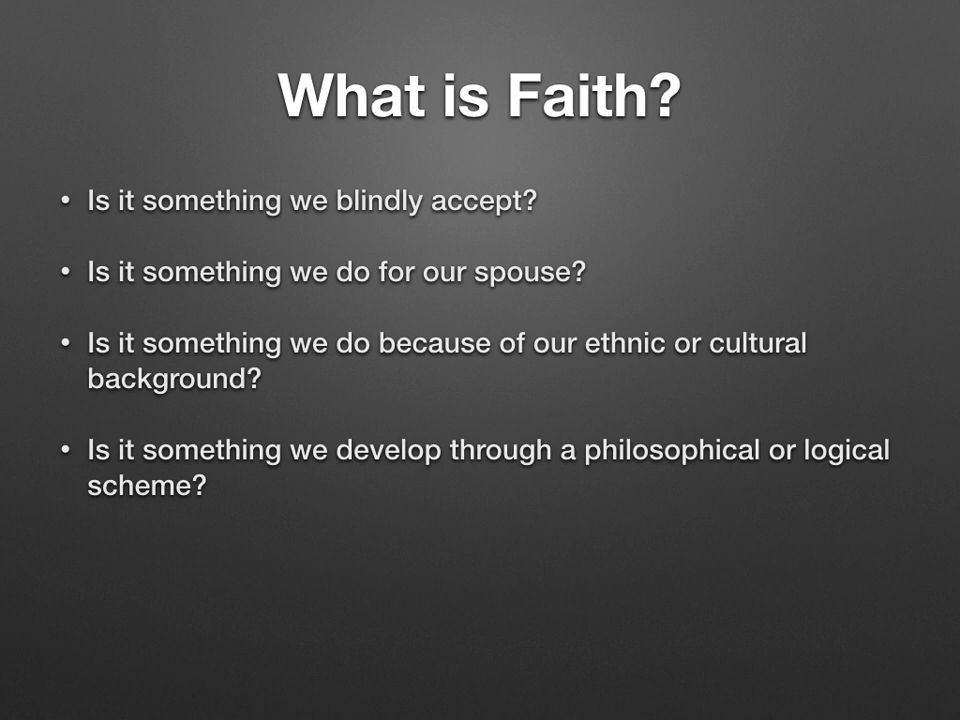 What is Faith?
• Is it something we blindly accept?
• Is it something we do for our spouse?
• Is it something we do because of our ethnic or cultural
background?
• Is it something we develop through a philosophical or logical
scheme?